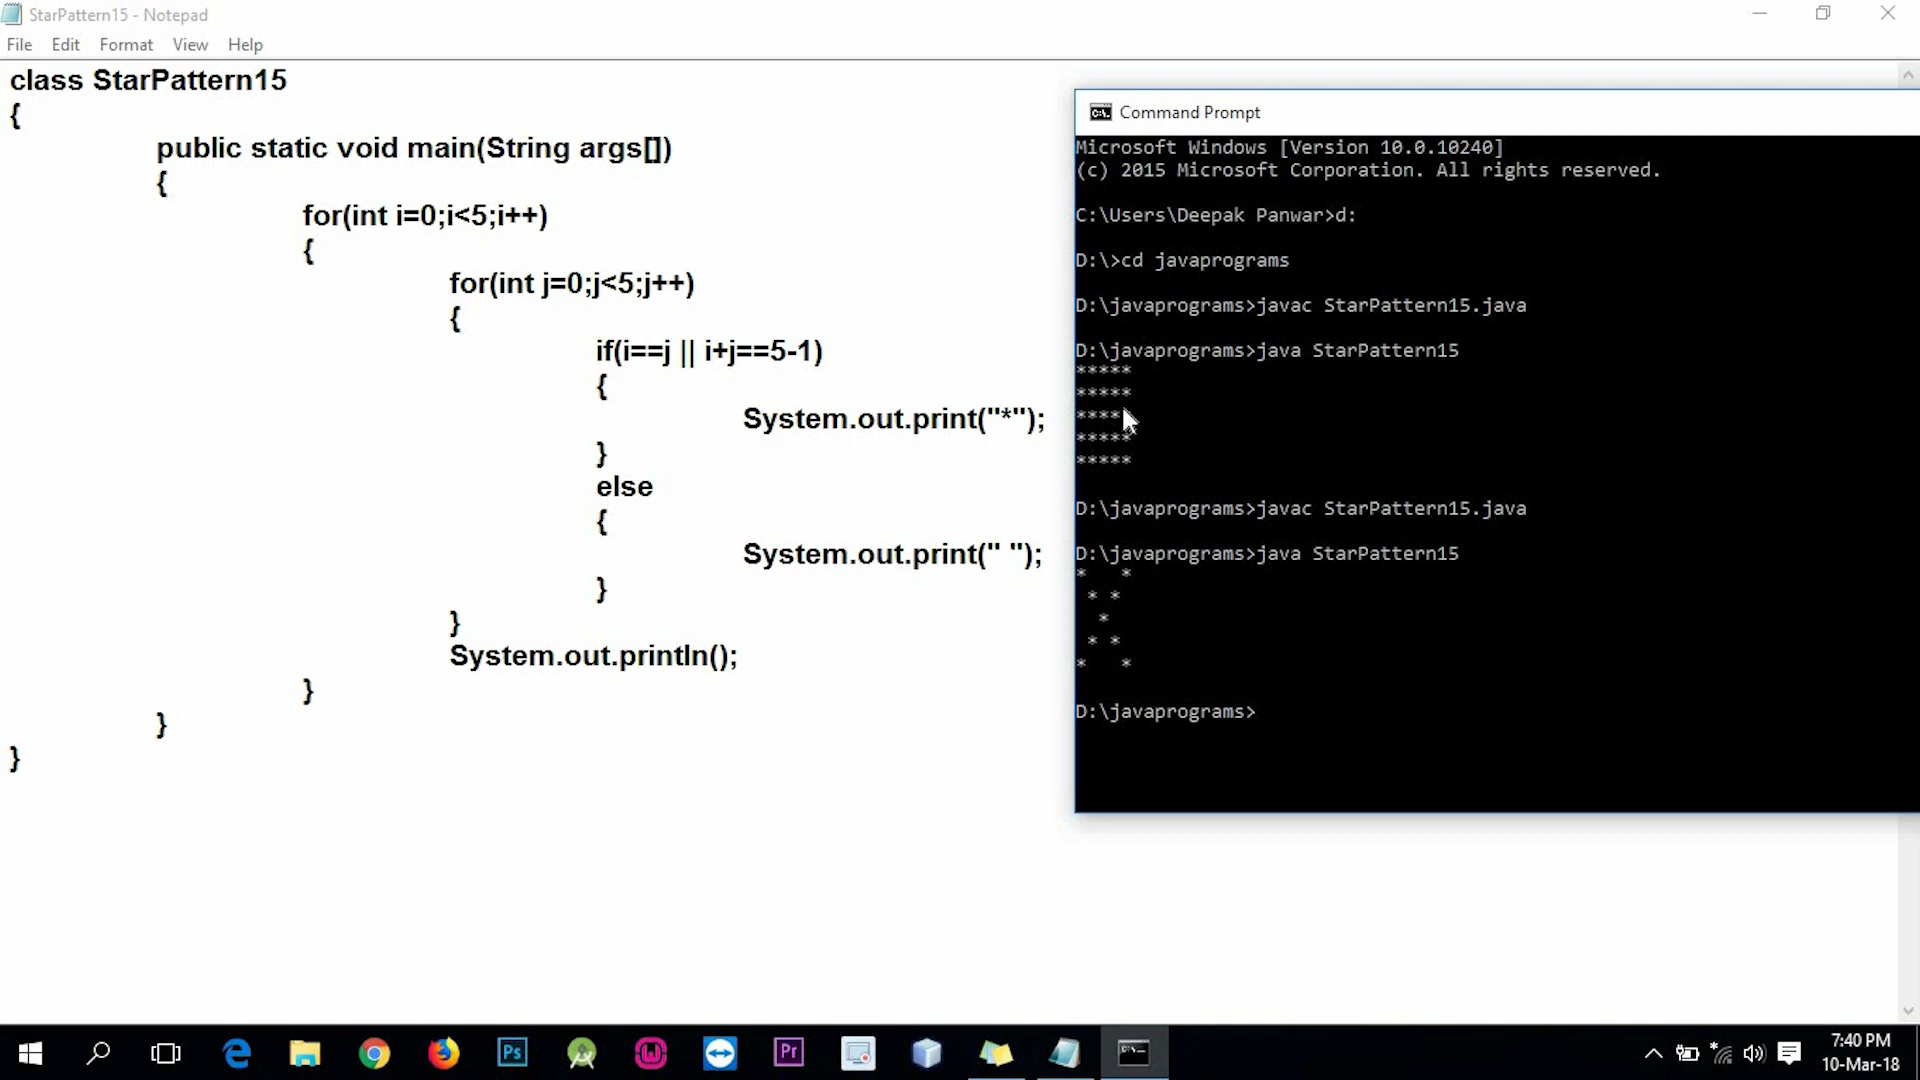 StarPattern15 - Notepad
File Edit Format View Help
class StarPattern15
{
public static void main(String args[])
{
for(int i=0;i<5;i++)
{
for(int j=0;j<5;j++)
{
if(i==j || i+j==5-1)
{
System.out.print("*");
}
else
{
System.out.print(" ");
}
}
System.out.println();
}
}
}
Command Prompt
Microsoft Windows [Version 10.0.10240]
(c) 2015 Microsoft Corporation. All rights reserved.
C:\Users\Deepak Panwar>d:
D:\>cd javaprograms
D:\javaprograms>javac StarPattern15.java
D:\javaprograms>java StarPattern15
*****
*****
*****
*****
*****
D:\javaprograms>javac StarPattern15.java
D:\javaprograms>java StarPattern15
*   *
 * *
  *
 * *
*   *
D:\javaprograms>
Ps
Pr
7:40 PM
10-Mar-18